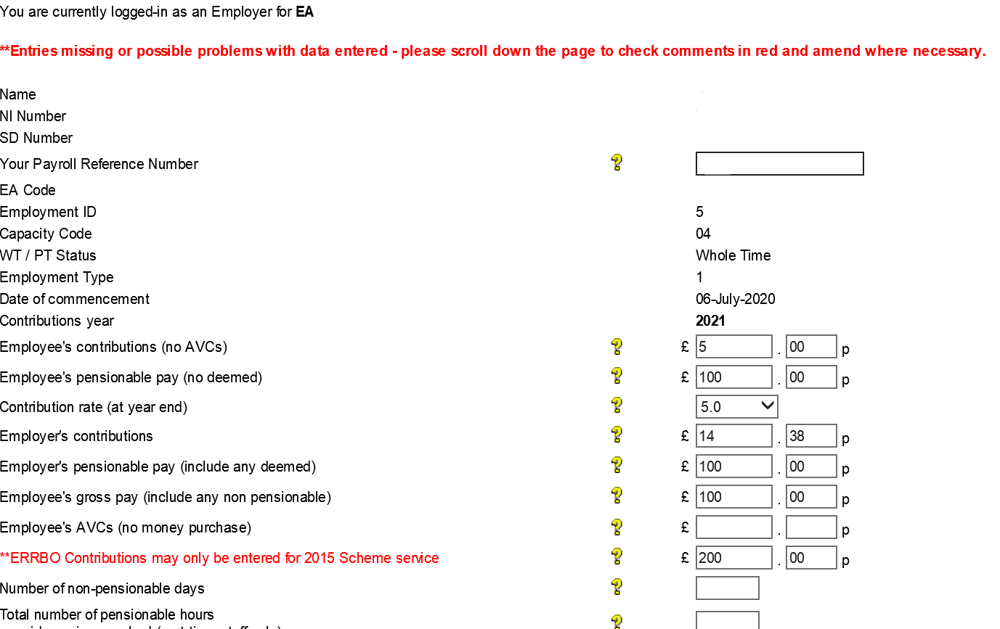 You are currently logged-in as an Employer for EA
**Entries missing or possible problems with data entered - please scroll down the page to check comments in red and amend where necessary.
Name
NI Number
SD Number
Your Payroll Reference Number ?
EA Code
Employment ID 5
Capacity Code 04
WT / PT Status Whole Time
Employment Type 1
Date of commencement 06-July-2020
Contributions year 2021
Employee's contributions (no AVCs) ? £ 5 . 00 p
Employee's pensionable pay (no deemed) ? £ 100 . 00 p
Contribution rate (at year end) ? 5.0
Employer's contributions ? £ 14 . 38 p
Employer's pensionable pay (include any deemed) ? £ 100 . 00 p
Employee's gross pay (include any non pensionable) ? £ 100 . 00 p
Employee's AVCs (no money purchase) ? £ . p
**ERRBO Contributions may only be entered for 2015 Scheme service ? £ 200 . 00 p
Number of non-pensionable days ?
Total number of pensionable hours ?